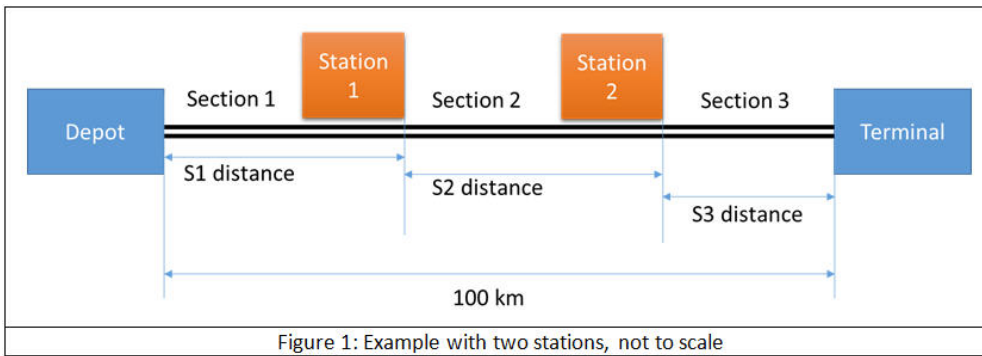 Station
1
Station
2
Section 1
Section 2
Section 3
Depot
Terminal
S1 distance
S2 distance
S3 distance
100 km
Figure 1: Example with two stations, not to scale